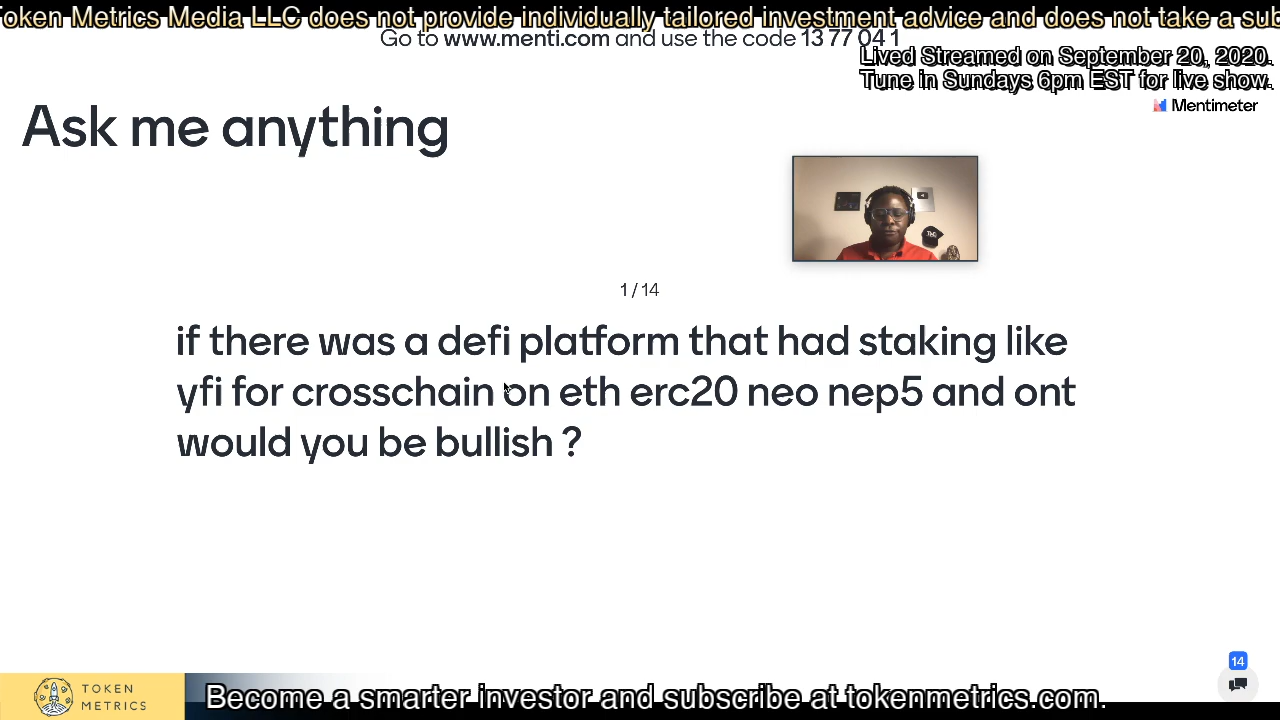 Token Metrics Media LLC does not provide individually tailored investment advice and does not take a sub
Go to www.menti.com and use the code 13 77 04 1
Lived Streamed on September 20, 2020.
Tune in Sundays 6pm EST for live show.
Mentimeter
Ask me anything
1 / 14
if there was a defi platform that had staking like
yfi for crosschain on eth erc20 neo nep5 and ont
would you be bullish ?
14
TOKEN
METRICS
Become a smarter investor and subscribe at tokenmetrics.com.